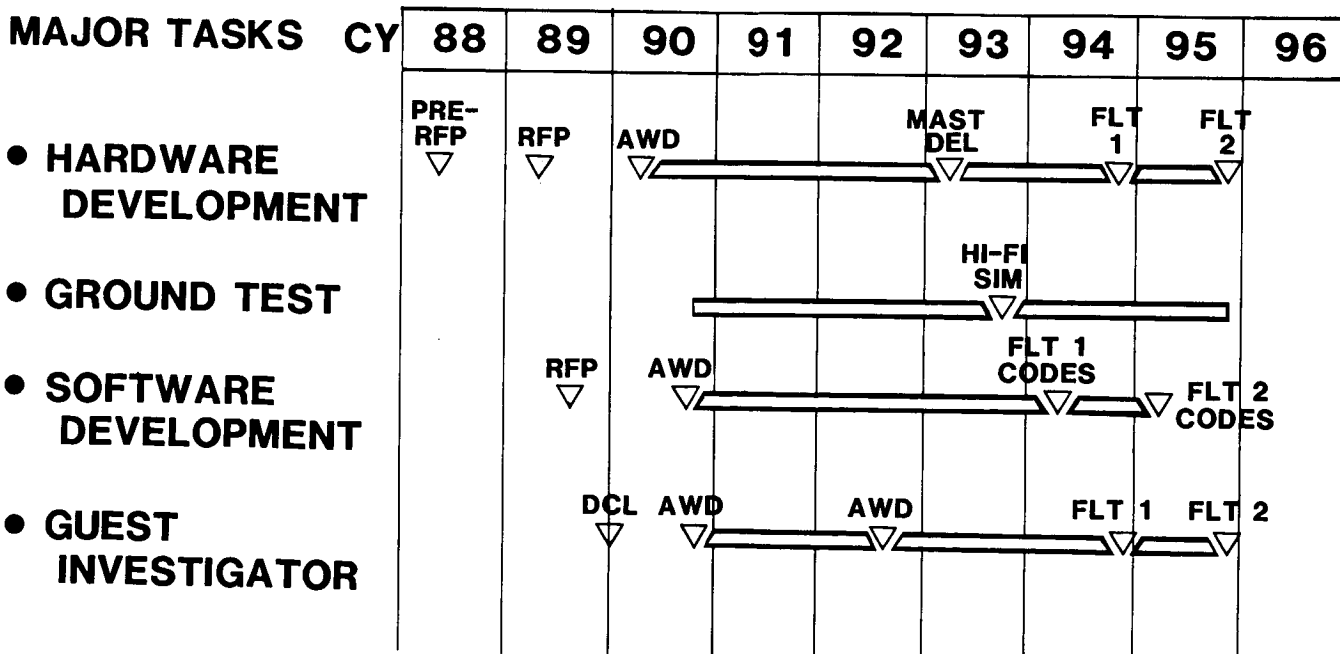 MAJOR TASKS CY 88 89 90 91 92 93 94 95 96
PRE-
RFP RFP AWD MAST
DEL FLT
1 FLT
2
• HARDWARE
DEVELOPMENT
HI-FI
SIM
• GROUND TEST
RFP AWD FLT 1
CODES FLT 2
CODES
• SOFTWARE
DEVELOPMENT
DCL AWD AWD FLT 1 FLT 2
• GUEST
INVESTIGATOR